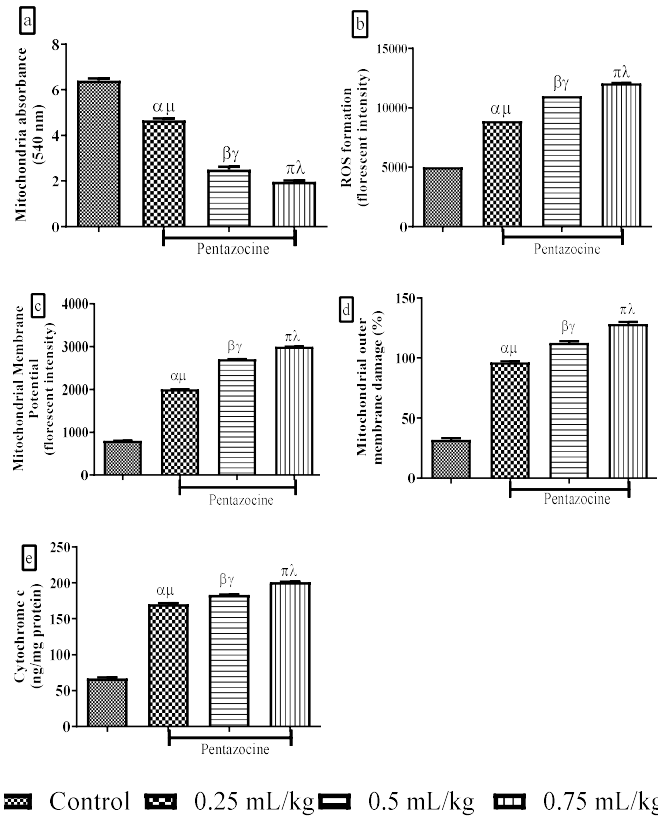 a
Mitochondria absorbance
(540 nm)
8
6
4
2
0
αμ
βγ
πλ
Pentazocine
b
ROS formation
(florescent intensity)
15000
10000
5000
0
αμ
βγ
πλ
Pentazocine
c
Mitochondrial Membrane
Potential
(florescent intensity)
4000
3000
2000
1000
0
αμ
βγ
πλ
Pentazocine
d
Mitochondrial outer
membrane damage (%)
150
100
50
0
αμ
βγ
πλ
Pentazocine
e
Cytochrome c
(ng/mg protein)
250
200
150
100
50
0
αμ
βγ
πλ
Pentazocine
Control 0.25 mL/kg 0.5 mL/kg 0.75 mL/kg